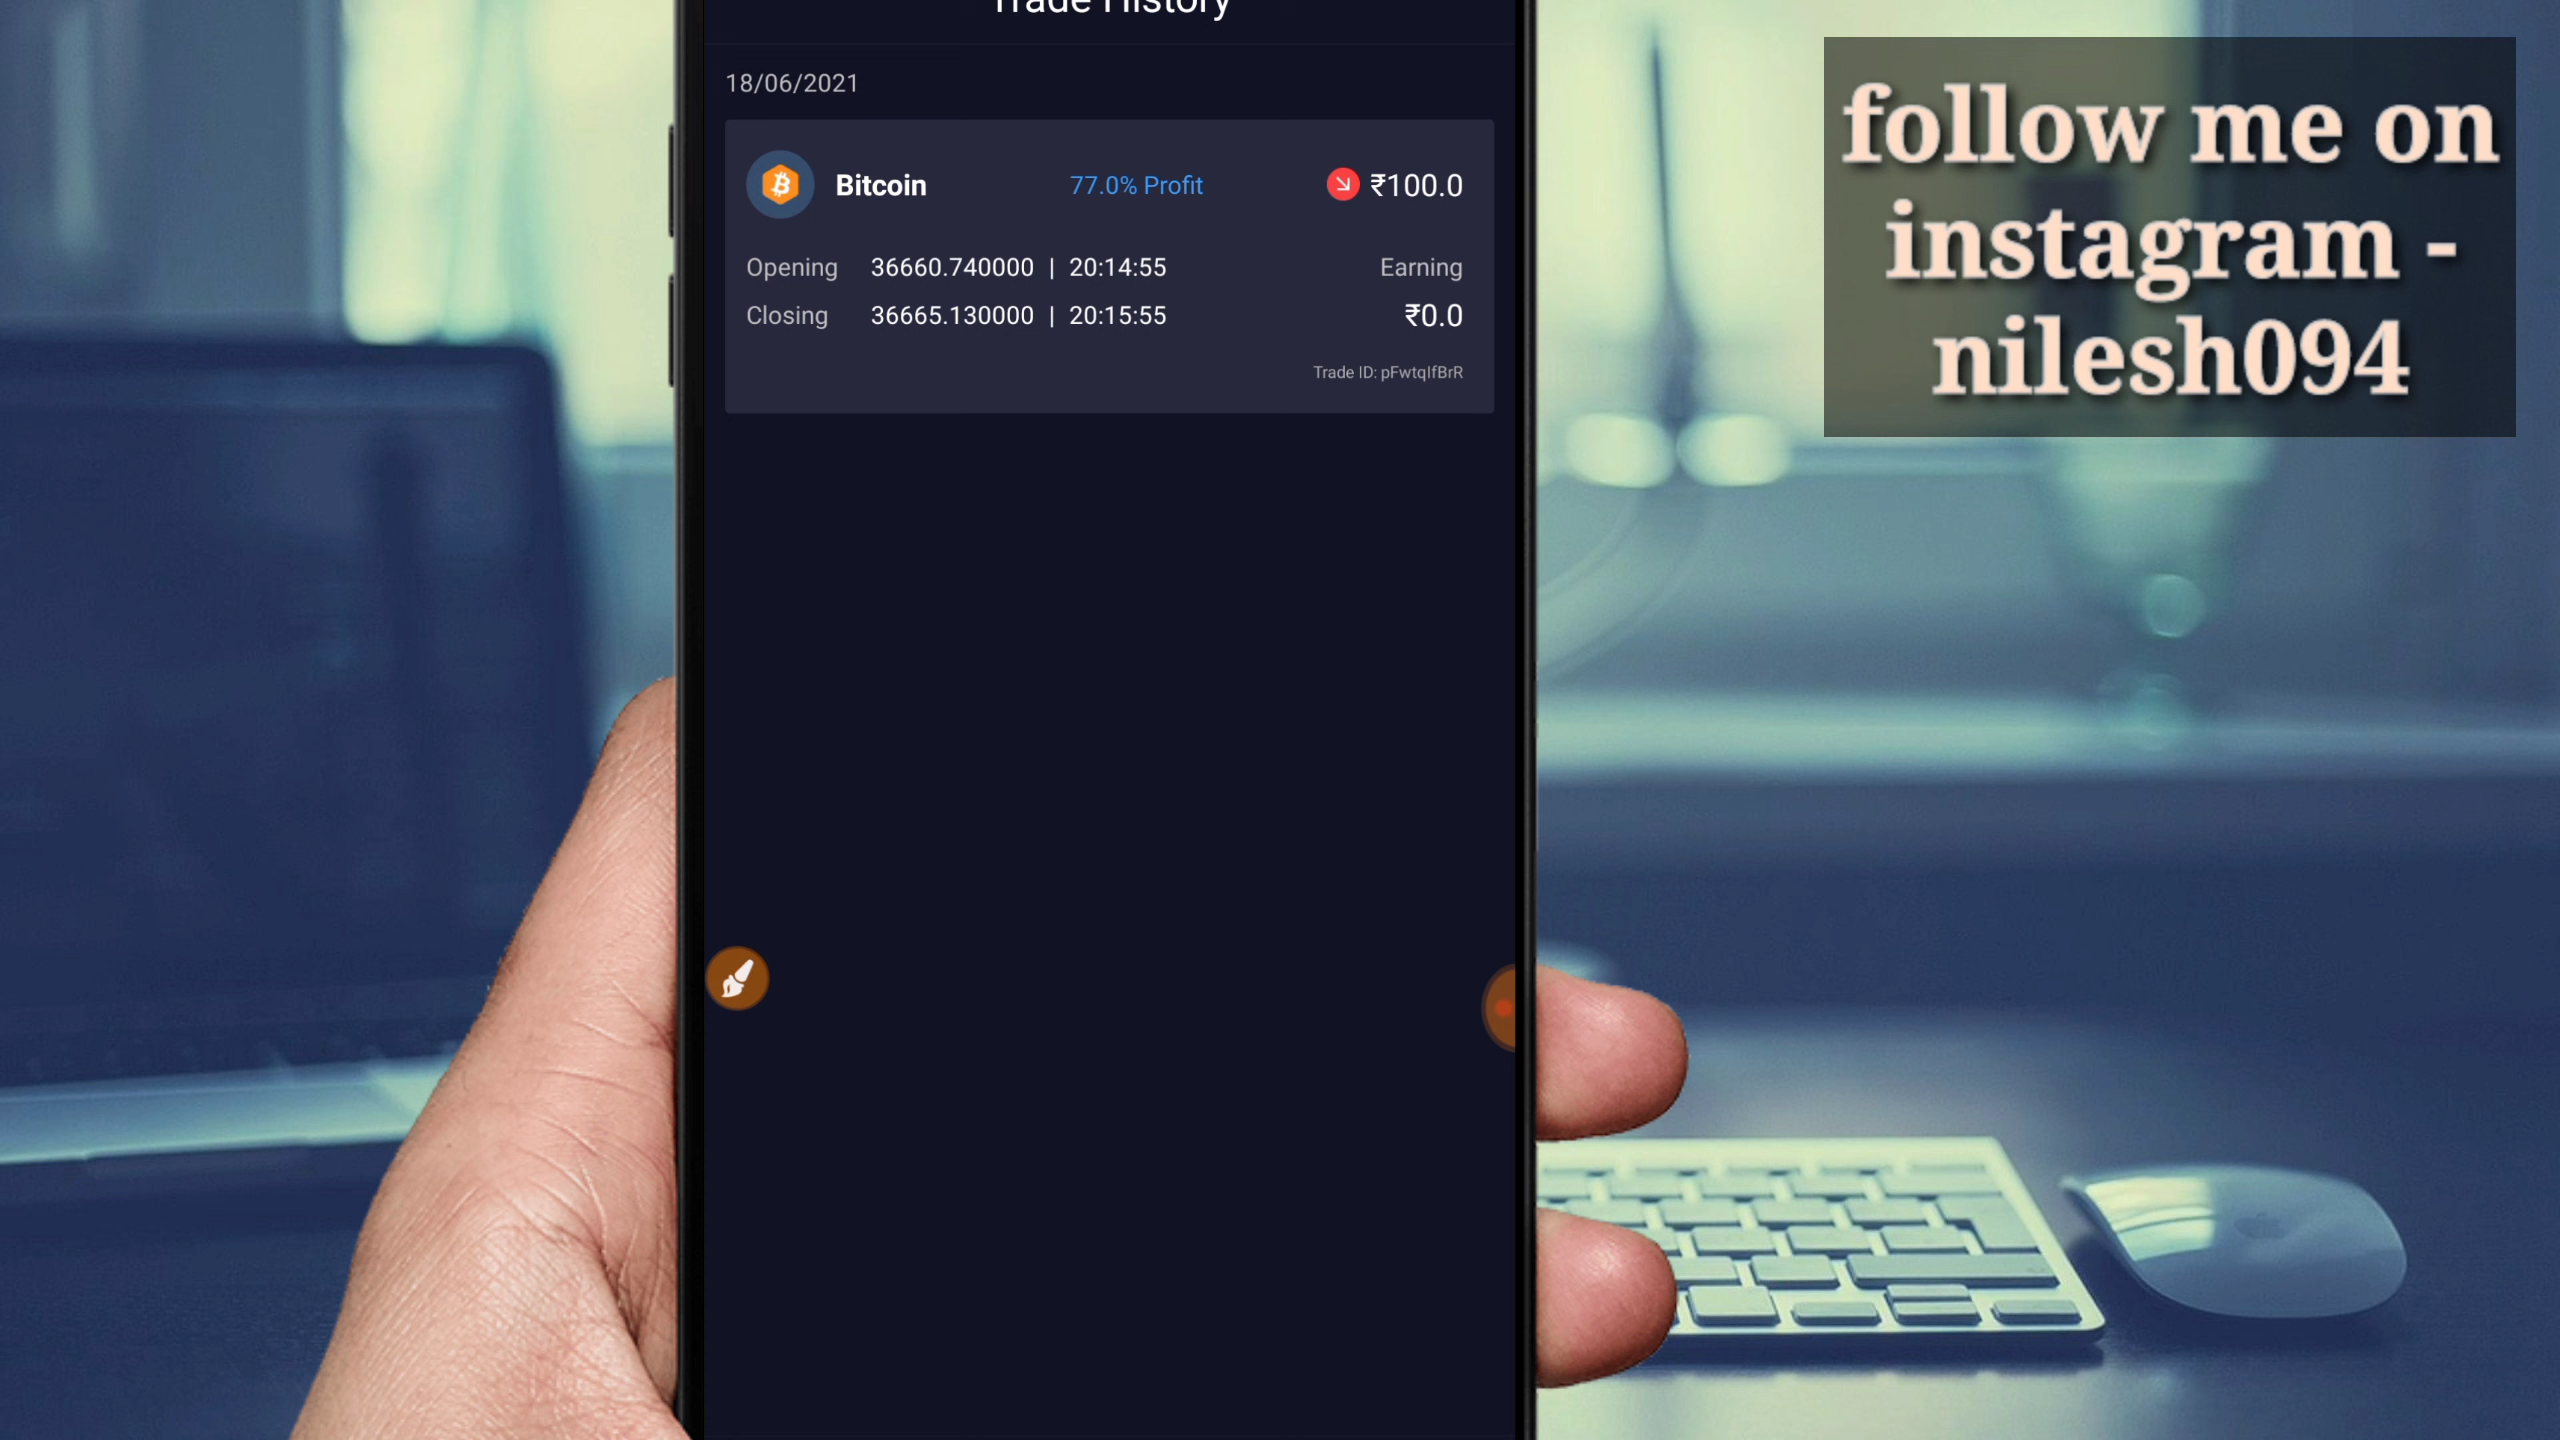 Trade History
18/06/2021
Bitcoin 77.0% Profit ₹100.0
Opening 36660.740000 | 20:14:55 Earning
Closing 36665.130000 | 20:15:55 ₹0.0
Trade ID: pFwtqIfBrR
follow me on
instagram -
nilesh094